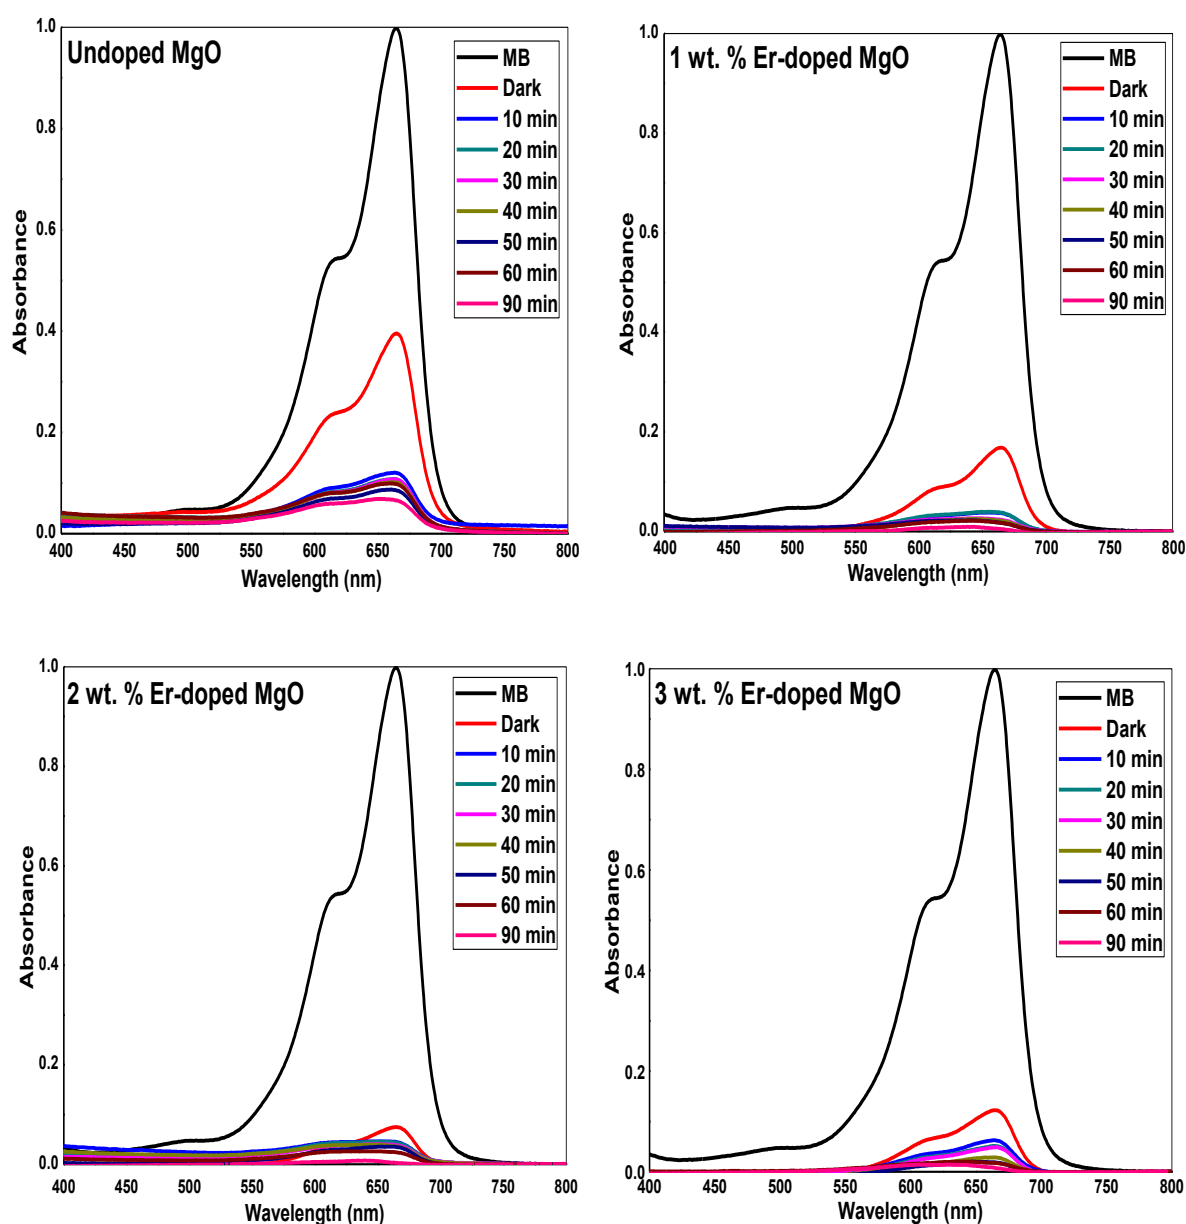 Undoped MgO
MB
Dark
10 min
20 min
30 min
40 min
50 min
60 min
90 min
1.0
0.8
0.6
0.4
0.2
0.0
Absorbance
400 450 500 550 600 650 700 750 800
Wavelength (nm)
1 wt. % Er-doped MgO
MB
Dark
10 min
20 min
30 min
40 min
50 min
60 min
90 min
1.0
0.8
0.6
0.4
0.2
0.0
Absorbance
400 450 500 550 600 650 700 750 800
Wavelength (nm)
2 wt. % Er-doped MgO
MB
Dark
10 min
20 min
30 min
40 min
50 min
60 min
90 min
1.0
0.8
0.6
0.4
0.2
0.0
Absorbance
400 450 500 550 600 650 700 750 800
Wavelength (nm)
3 wt. % Er-doped MgO
MB
Dark
10 min
20 min
30 min
40 min
50 min
60 min
90 min
1.0
0.8
0.6
0.4
0.2
0.0
Absorbance
400 450 500 550 600 650 700 750 800
Wavelength (nm)